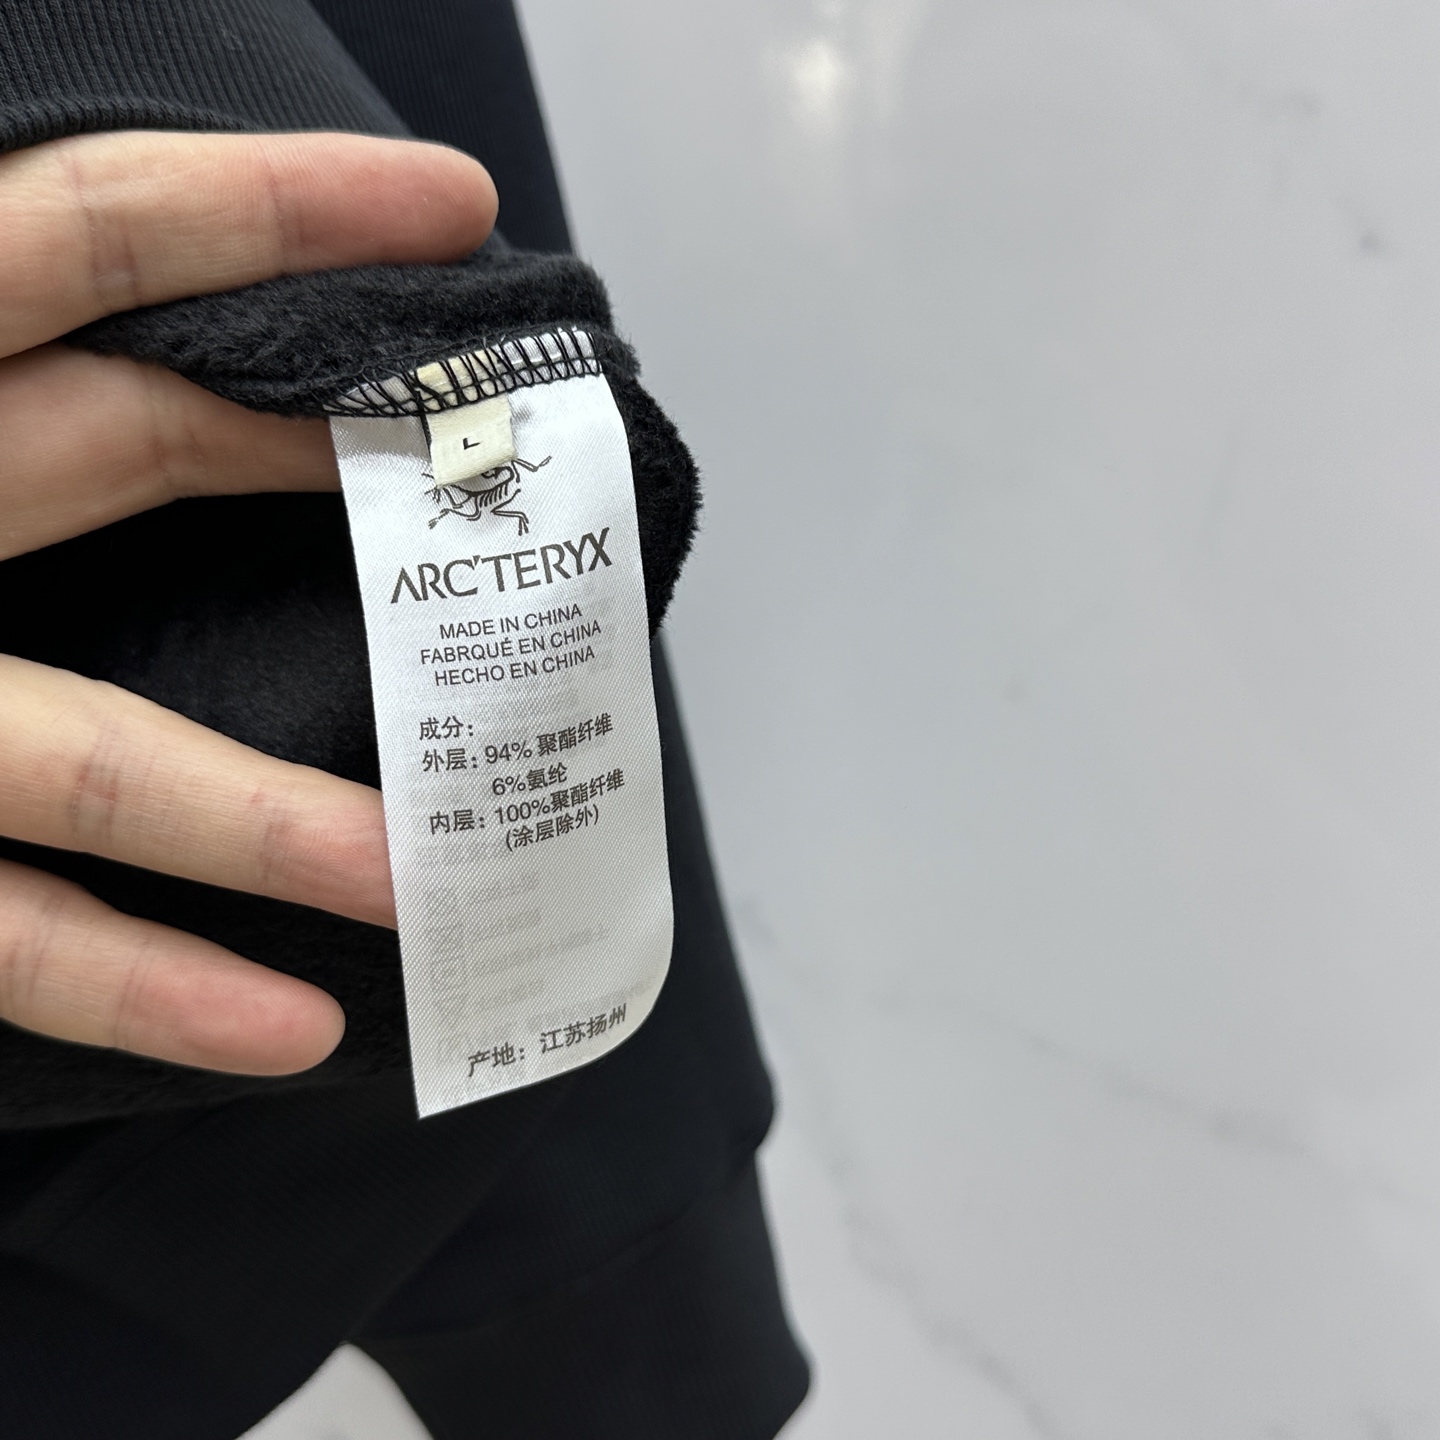 L
ARC'TERYX
MADE IN CHINA
FABRQUÉ EN CHINA
HECHO EN CHINA
成分：
外层：94%聚酯纤维
6%氨纶
内层：100%聚酯纤维
(涂层除外)
产地：江苏扬州